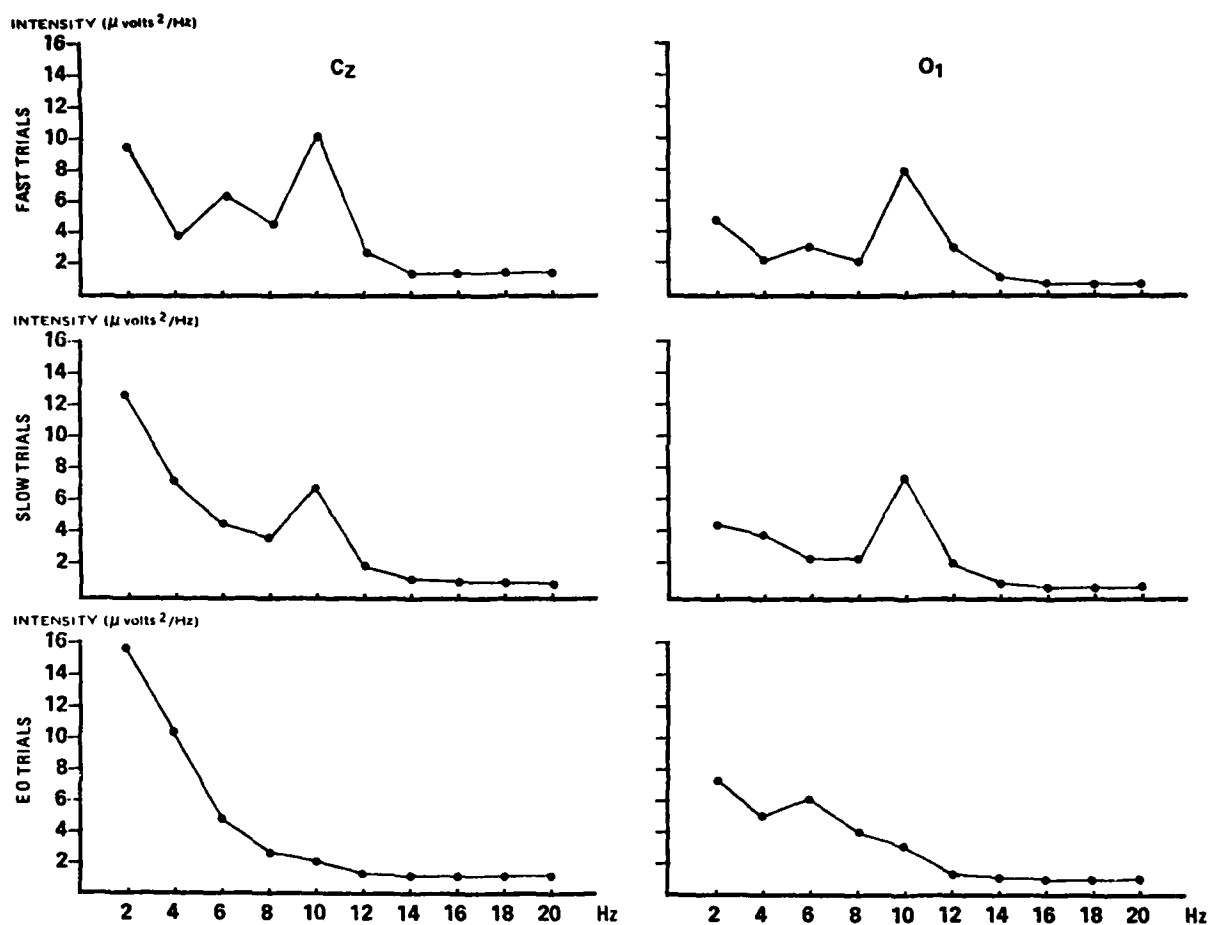 INTENSITY (μ volts²/Hz)
Cz
O1
16
14
12
10
8
6
4
2
FAST TRIALS
INTENSITY (μ volts²/Hz)
16
14
12
10
8
6
4
2
SLOW TRIALS
INTENSITY (μ volts²/Hz)
16
14
12
10
8
6
4
2
EO TRIALS
2 4 6 8 10 12 14 16 18 20 Hz
2 4 6 8 10 12 14 16 18 20 Hz